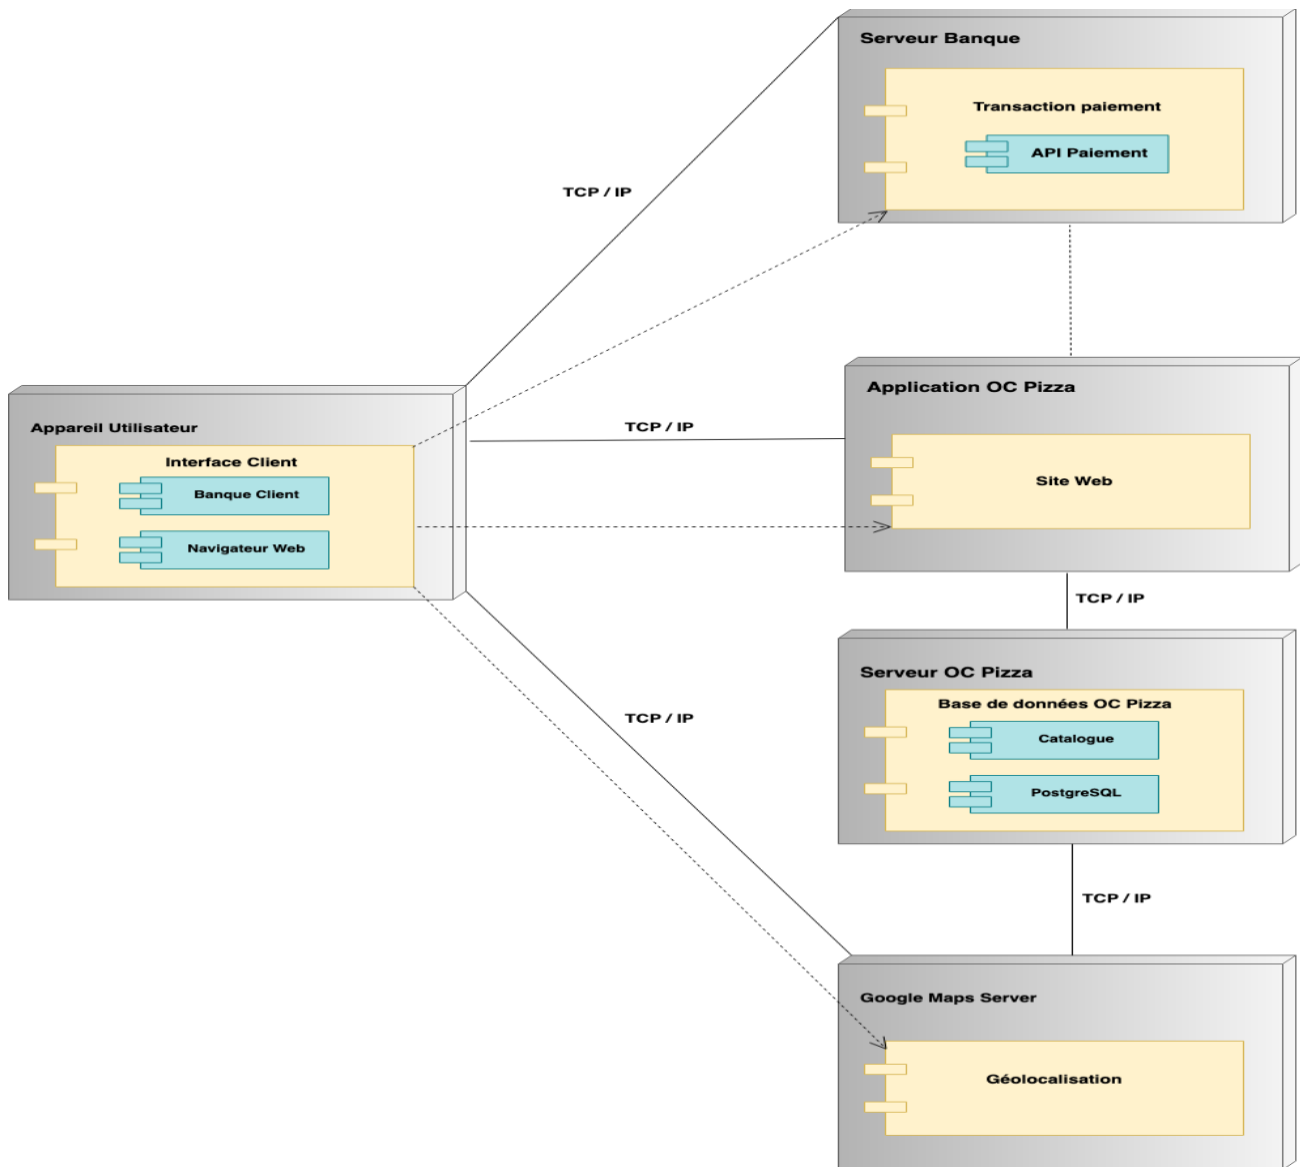 Serveur Banque
Transaction paiement
API Paiement
TCP / IP
Application OC Pizza
TCP / IP
Site Web
Appareil Utilisateur
Interface Client
Banque Client
Navigateur Web
TCP / IP
Serveur OC Pizza
Base de données OC Pizza
Catalogue
PostgreSQL
TCP / IP
TCP / IP
Google Maps Server
Géolocalisation